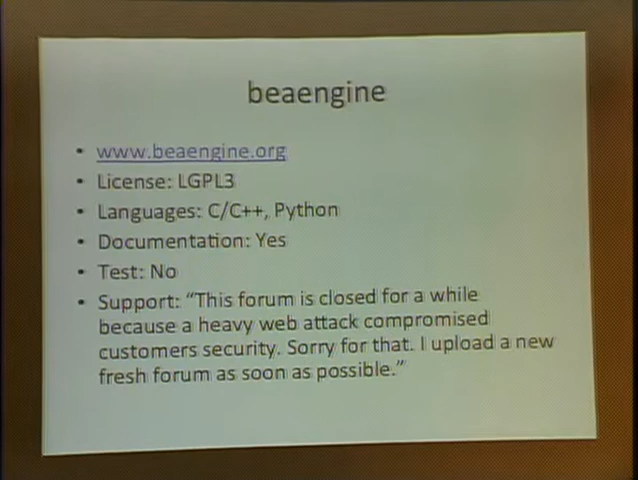 beaengine
• www.beaengine.org
• License: LGPL3
• Languages: C/C++, Python
• Documentation: Yes
• Test: No
• Support: “This forum is closed for a while
because a heavy web attack compromised
customers security. Sorry for that. I upload a new
fresh forum as soon as possible.”